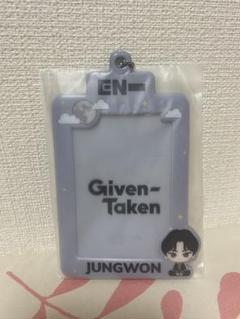 EN-
Given-
Taken
JUNGWON